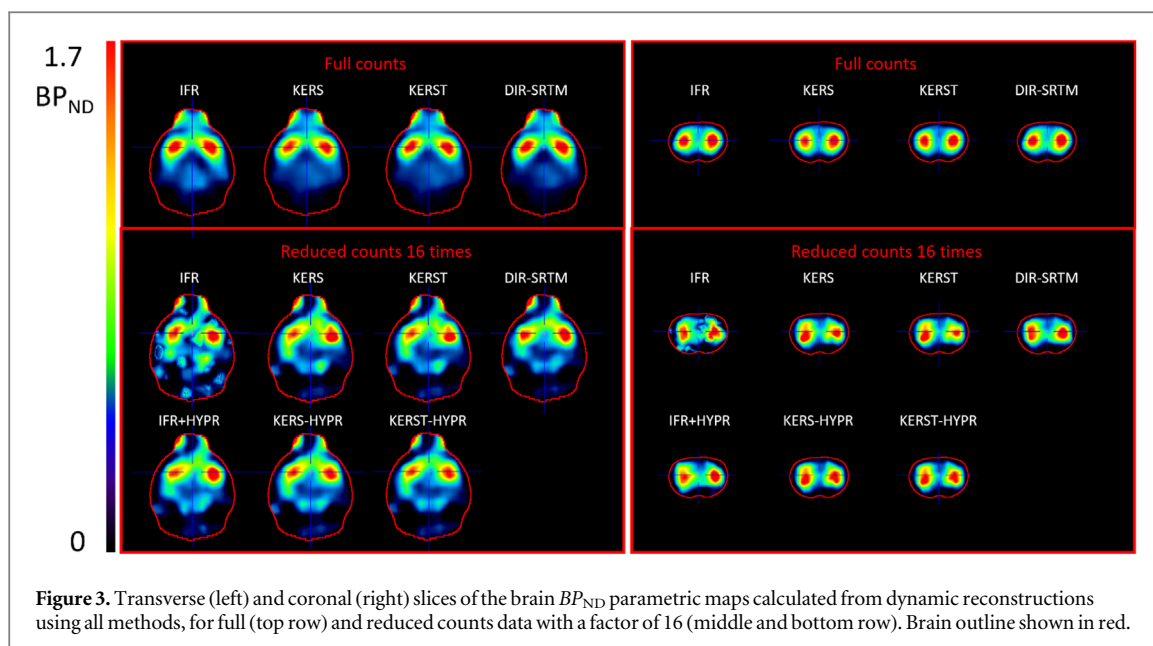 1.7
BP_ND
0
Full counts
IFR KERS KERST DIR-SRTM
Reduced counts 16 times
IFR KERS KERST DIR-SRTM
IFR+HYPR KERS-HYPR KERST-HYPR
Full counts
IFR KERS KERST DIR-SRTM
Reduced counts 16 times
IFR KERS KERST DIR-SRTM
IFR+HYPR KERS-HYPR KERST-HYPR
Figure 3. Transverse (left) and coronal (right) slices of the brain BP_ND parametric maps calculated from dynamic reconstructions
using all methods, for full (top row) and reduced counts data with a factor of 16 (middle and bottom row). Brain outline shown in red.